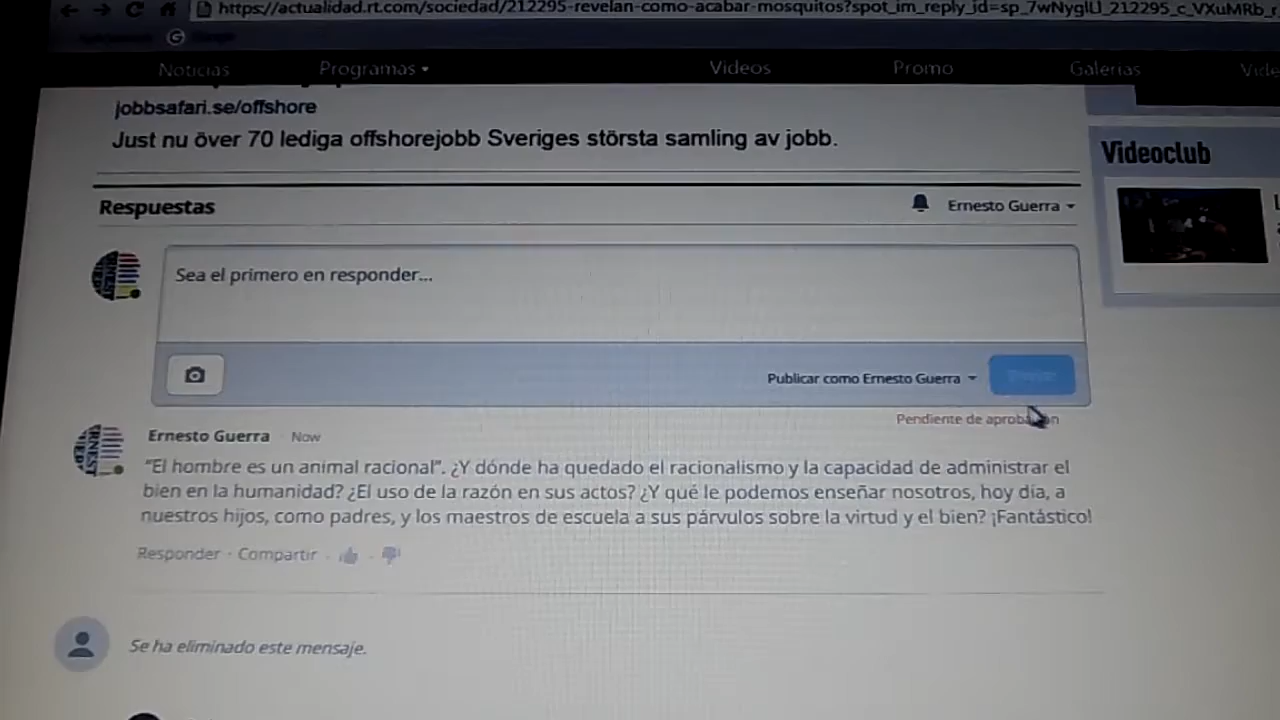 https://actualidad.rt.com/sociedad/212295-revelan-como-acabar-mosquitos?spot_im_reply_id=sp_7wNyglLl_212295_c_VXuMRb_r
Noticias Programas Videos Promo Galerías
jobbsafari.se/offshore
Just nu över 70 lediga offshorejobb Sveriges största samling av jobb.
Videoclub
Respuestas Ernesto Guerra
Sea el primero en responder...
Publicar como Ernesto Guerra
Pendiente de
Ernesto Guerra · Now
"El hombre es un animal racional". ¿Y dónde ha quedado el racionalismo y la capacidad de administrar el
bien en la humanidad? ¿El uso de la razón en sus actos? ¿Y qué le podemos enseñar nosotros, hoy día, a
nuestros hijos, como padres, y los maestros de escuela a sus párvulos sobre la virtud y el bien? ¡Fantástico!
Responder · Compartir
Se ha eliminado este mensaje.